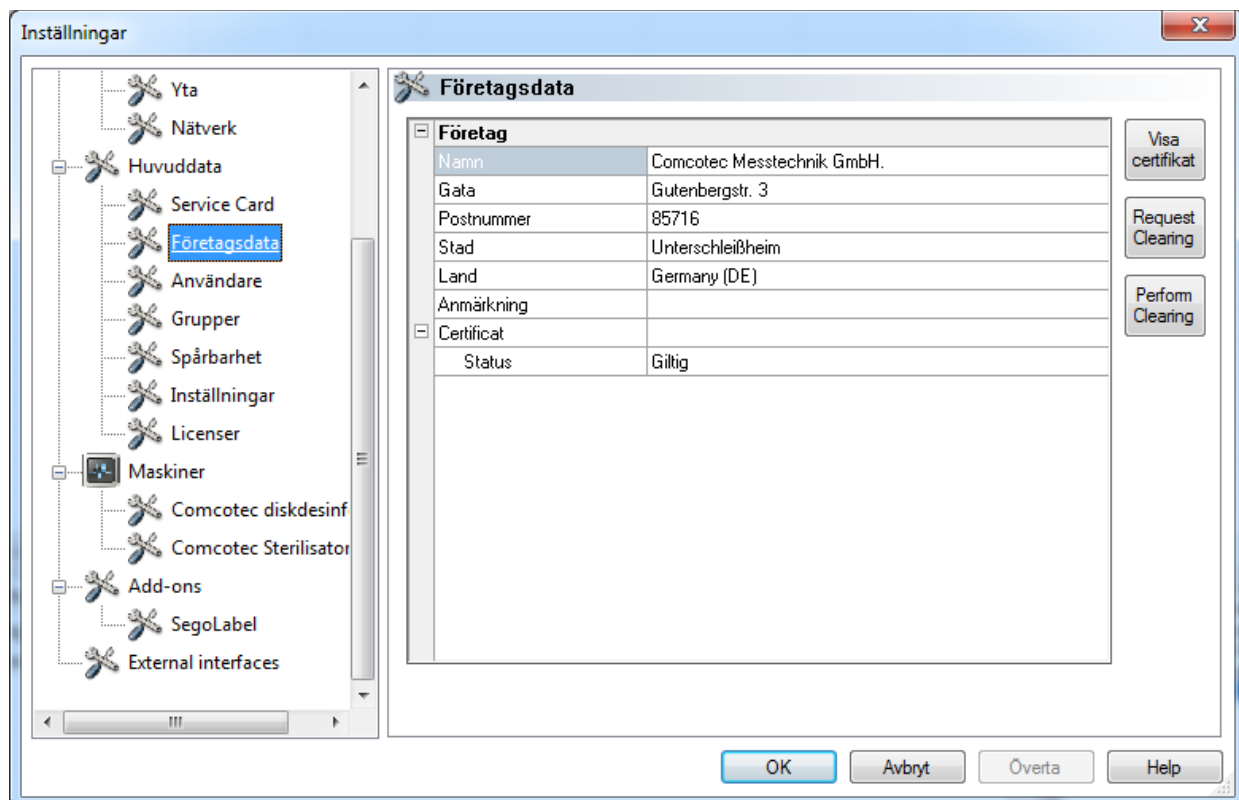 Inställningar
Yta
Nätverk
Huvuddata
Service Card
Företagsdata
Användare
Grupper
Spårbarhet
Inställningar
Licenser
Maskiner
Comcotec diskdesinf
Comcotec Sterilisator
Add-ons
SegoLabel
External interfaces
Företagsdata
Företag
Namn Comcotec Messtechnik GmbH.
Gata Gutenbergstr. 3
Postnummer 85716
Stad Unterschleißheim
Land Germany (DE)
Anmärkning
Certificat
Status Giltig
Visa
certifikat
Request
Clearing
Perform
Clearing
OK Avbryt Överta Help